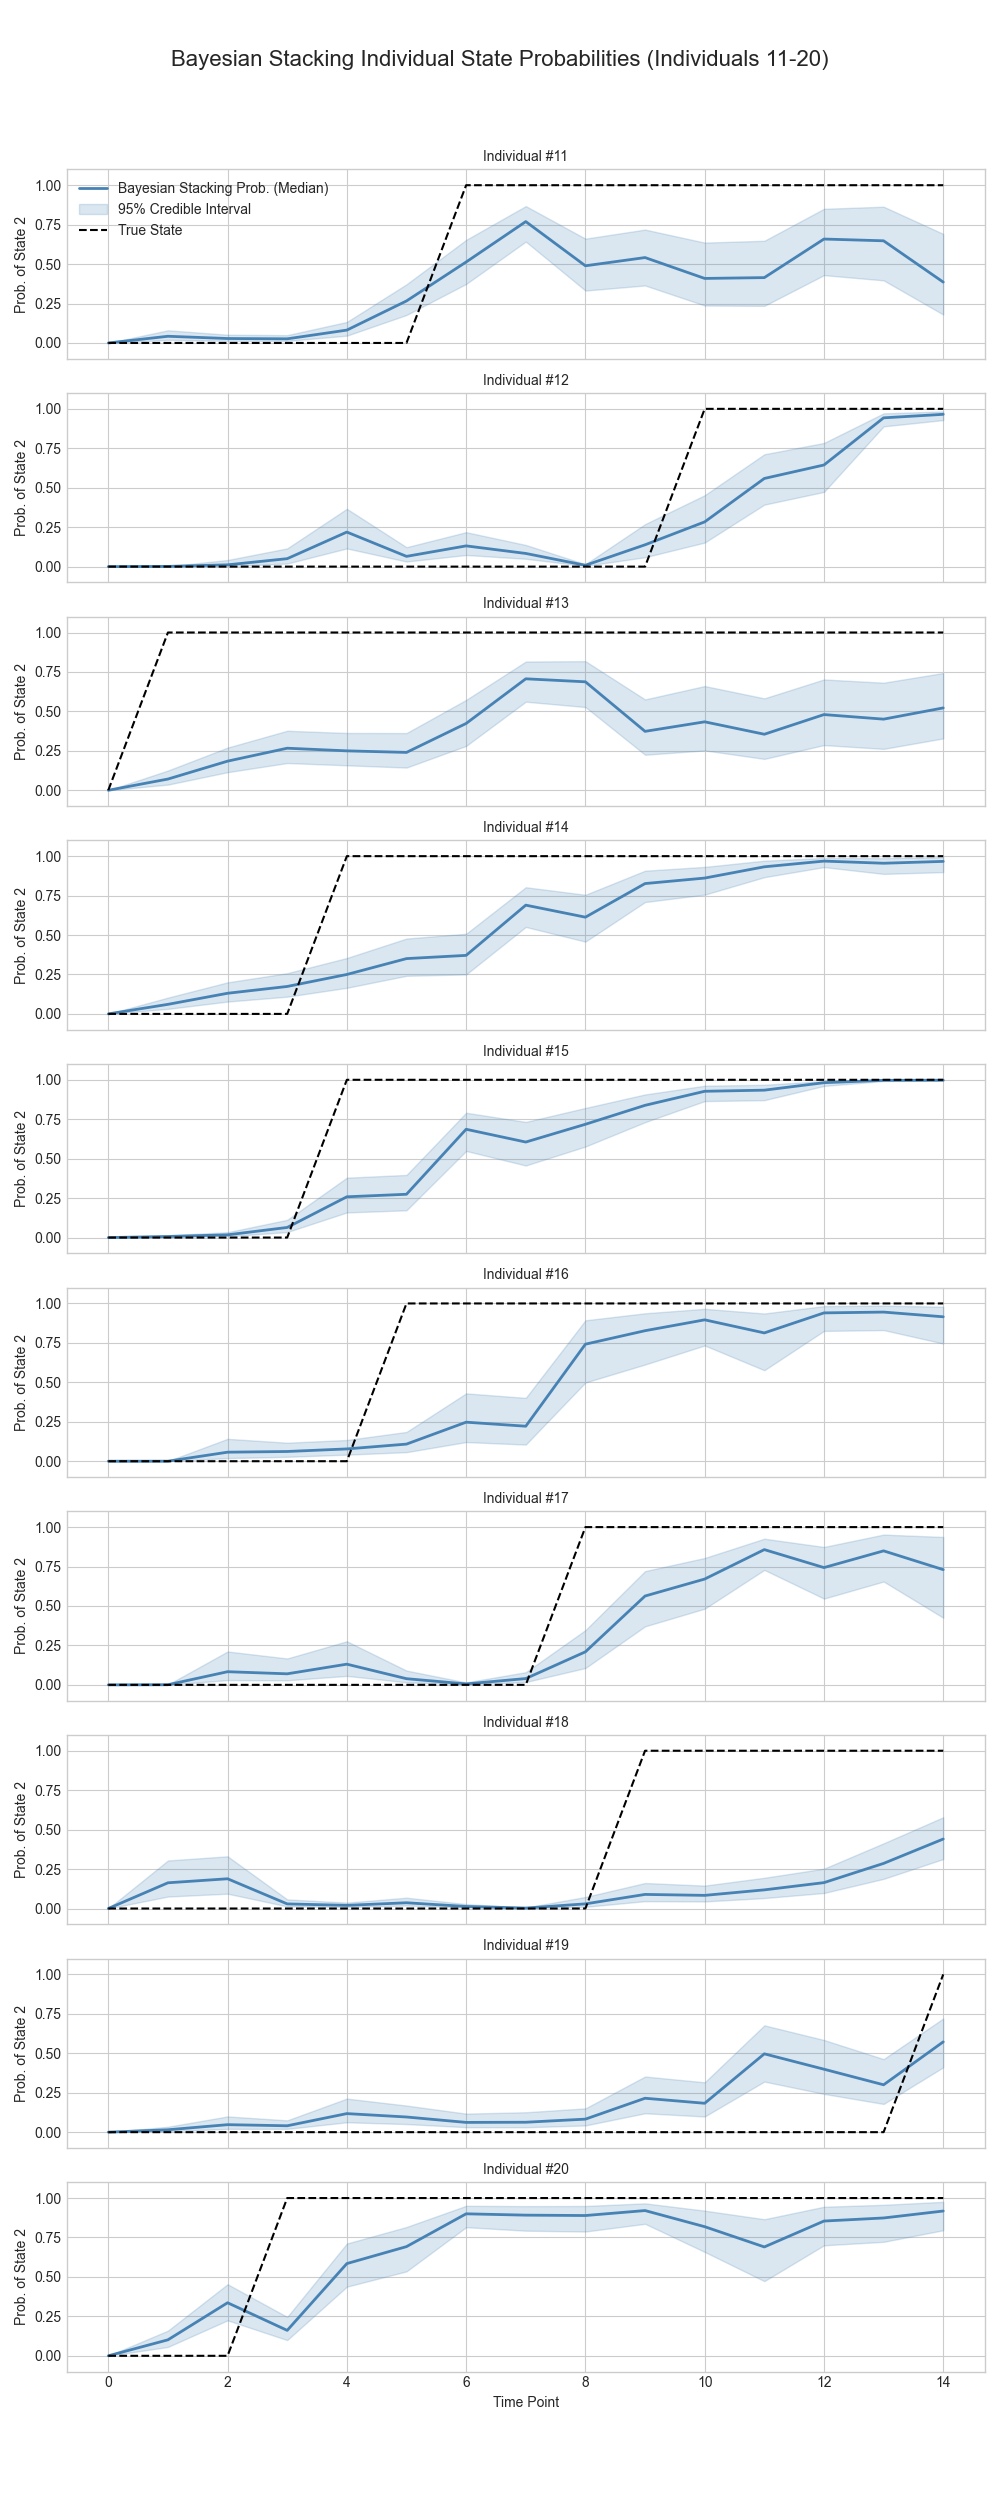 Bayesian Stacking Individual State Probabilities (Individuals 11-20)
Individual #11
Bayesian Stacking Prob. (Median)
95% Credible Interval
True State
Prob. of State 2
1.00
0.75
0.50
0.25
0.00
Individual #12
Prob. of State 2
1.00
0.75
0.50
0.25
0.00
Individual #13
Prob. of State 2
1.00
0.75
0.50
0.25
0.00
Individual #14
Prob. of State 2
1.00
0.75
0.50
0.25
0.00
Individual #15
Prob. of State 2
1.00
0.75
0.50
0.25
0.00
Individual #16
Prob. of State 2
1.00
0.75
0.50
0.25
0.00
Individual #17
Prob. of State 2
1.00
0.75
0.50
0.25
0.00
Individual #18
Prob. of State 2
1.00
0.75
0.50
0.25
0.00
Individual #19
Prob. of State 2
1.00
0.75
0.50
0.25
0.00
Individual #20
Prob. of State 2
1.00
0.75
0.50
0.25
0.00
0 2 4 6 8 10 12 14
Time Point